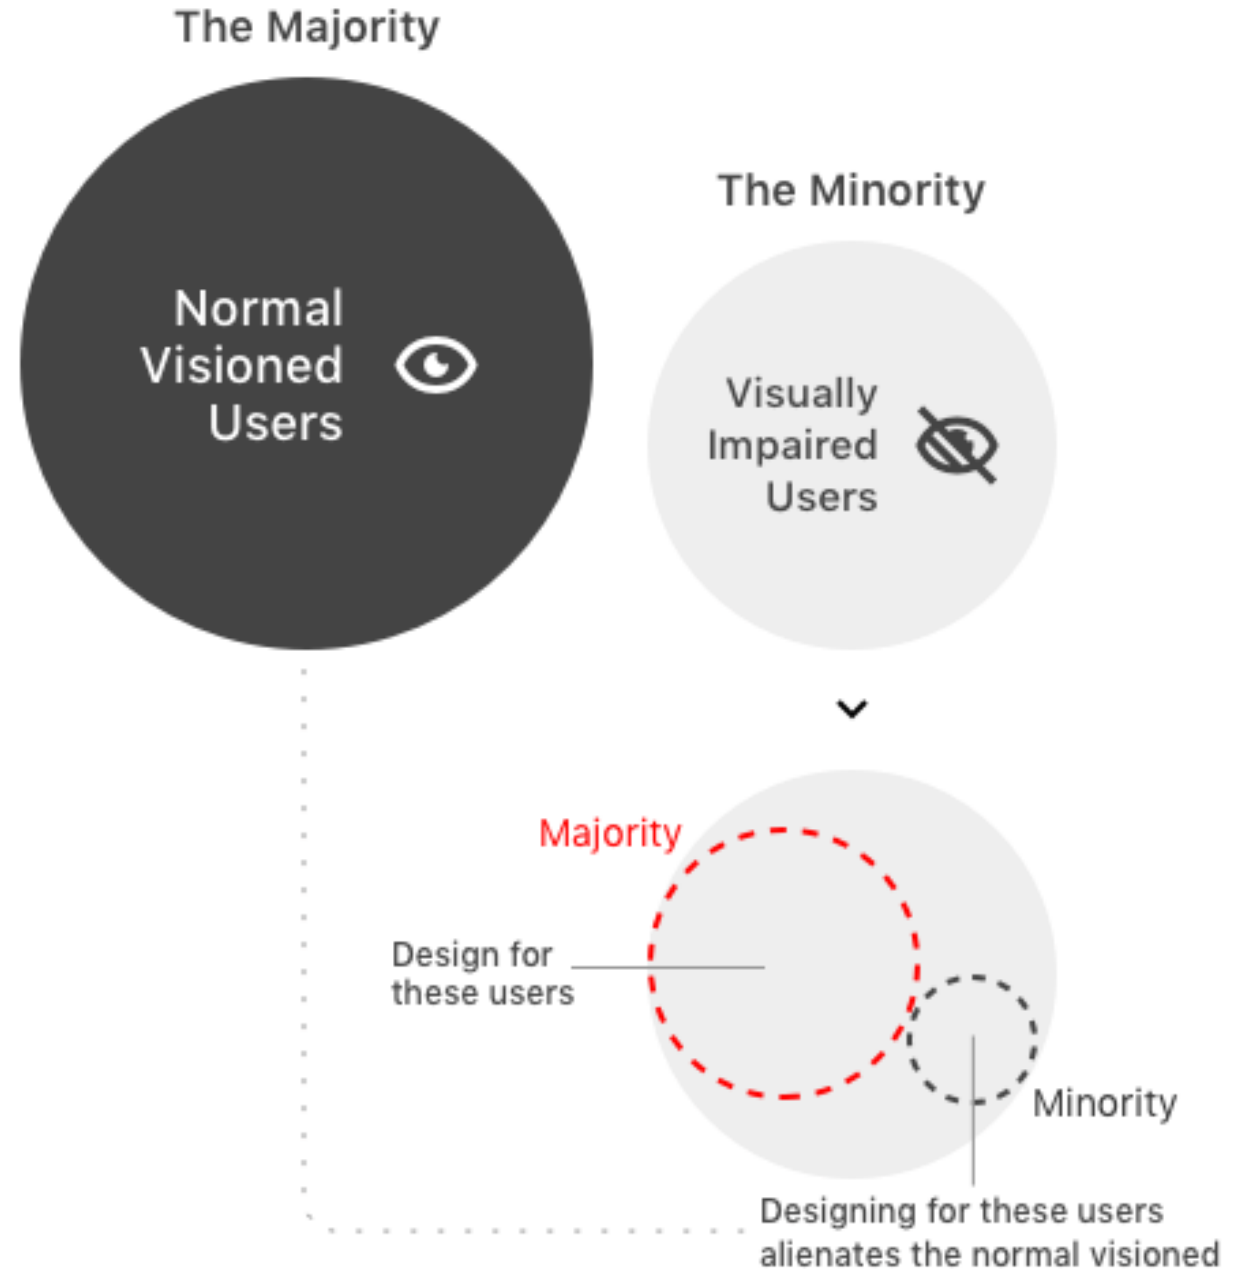 The Majority
Normal
Visioned
Users
The Minority
Visually
Impaired
Users
Majority
Design for
these users
Minority
Designing for these users
alienates the normal visioned